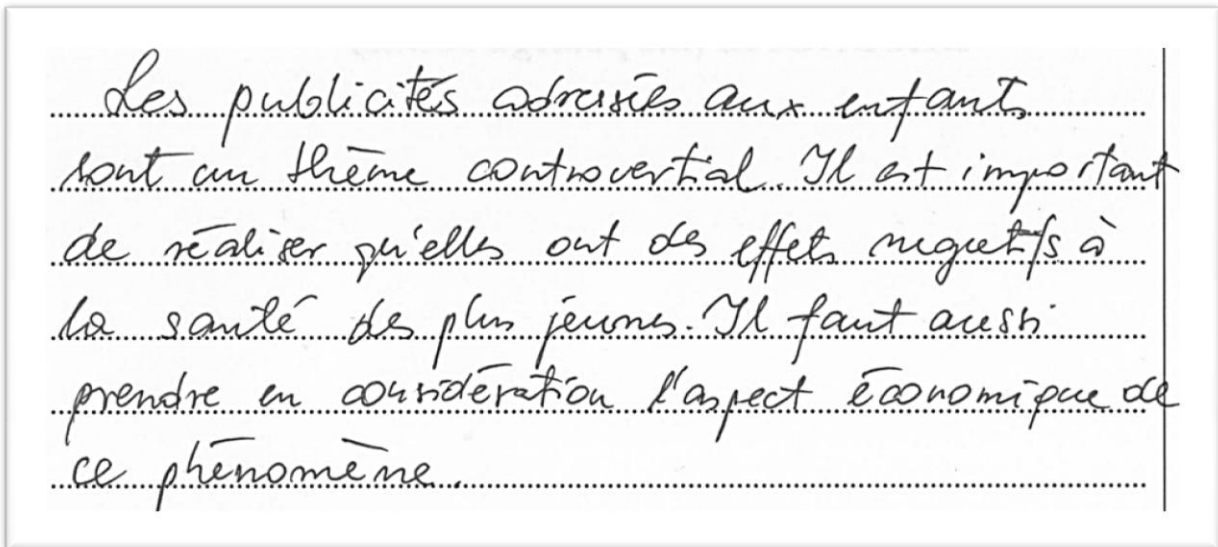 Les publicités adressées aux enfants
sont un thème controvertial. Il est important
de réaliser qu'elles ont des effets negatifs à
la santé des plus jeunes. Il faut aussi
prendre en considération l'aspect économique de
ce phénomène.